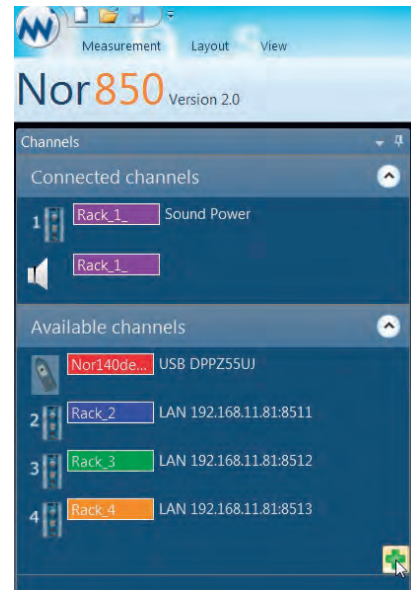 Measurement Layout View
Nor850 Version 2.0
Channels
Connected channels
1 Rack_1_ Sound Power
Rack_1_
Available channels
Nor140de... USB DPPZ55UJ
2 Rack_2 LAN 192.168.11.81:8511
3 Rack_3 LAN 192.168.11.81:8512
4 Rack_4 LAN 192.168.11.81:8513